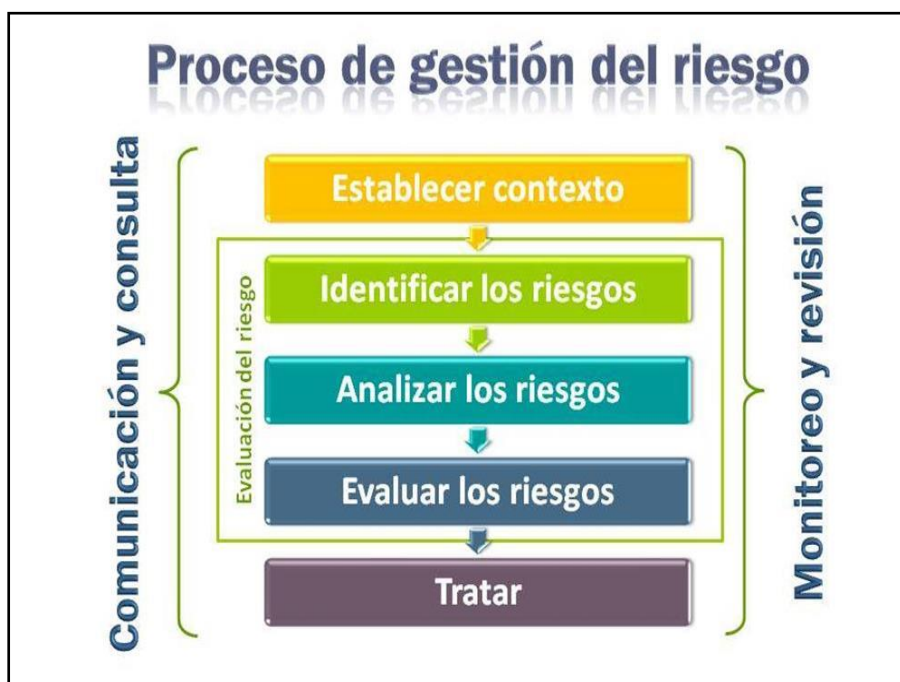 Proceso de gestión del riesgo
Comunicación y consulta
Establecer contexto
Evaluación del riesgo
Identificar los riesgos
Analizar los riesgos
Evaluar los riesgos
Tratar
Monitoreo y revisión